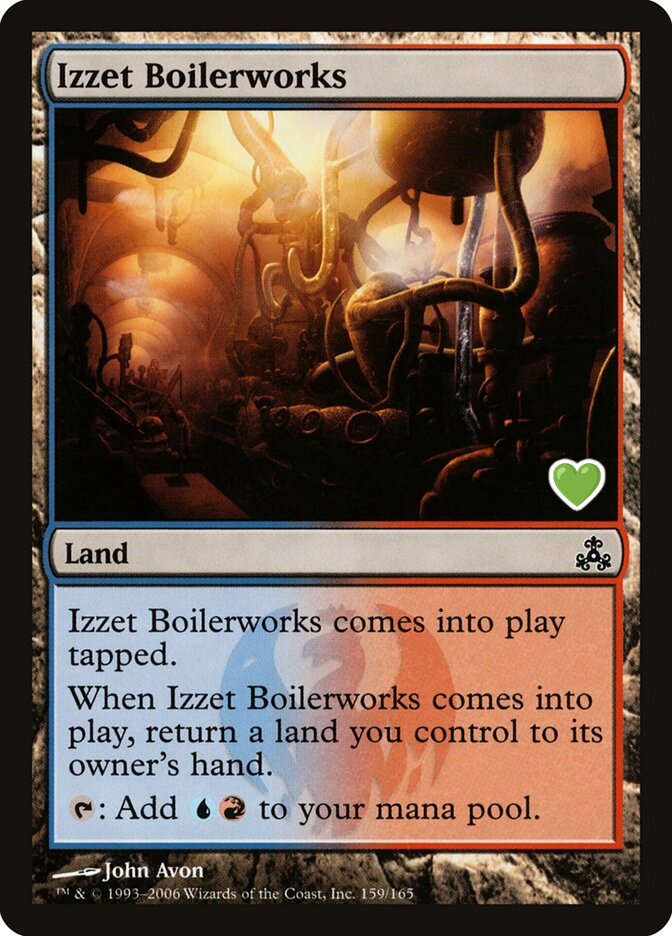 Izzet Boilerworks
Land
Izzet Boilerworks comes into play
tapped.
When Izzet Boilerworks comes into
play, return a land you control to its
owner's hand.
: Add to your mana pool.
John Avon
™ & © 1993–2006 Wizards of the Coast, Inc. 159/165